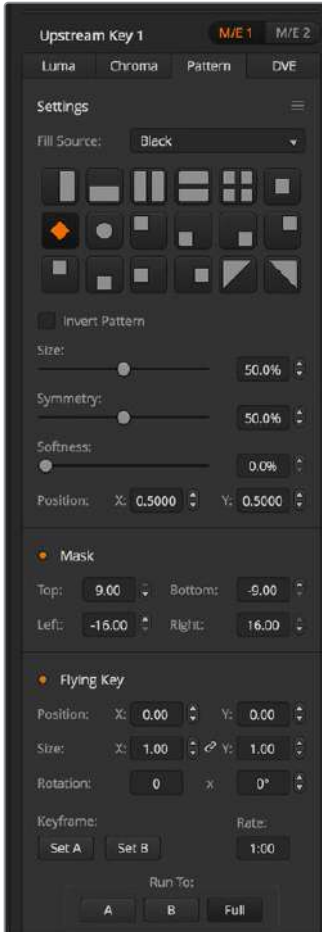 Upstream Key 1 M/E 1 M/E 2
Luma Chroma Pattern DVE
Settings
Fill Source: Black
Invert Pattern
Size:
50.0%
Symmetry:
50.0%
Softness:
0.0%
Position: X: 0.5000 Y: 0.5000
Mask
Top: 9.00 Bottom: -9.00
Left: -16.00 Right: 16.00
Flying Key
Position: X: 0.00 Y: 0.00
Size: X: 1.00 Y: 1.00
Rotation: 0 x 0°
Keyframe: Rate:
Set A Set B 1:00
Run To:
A B Full